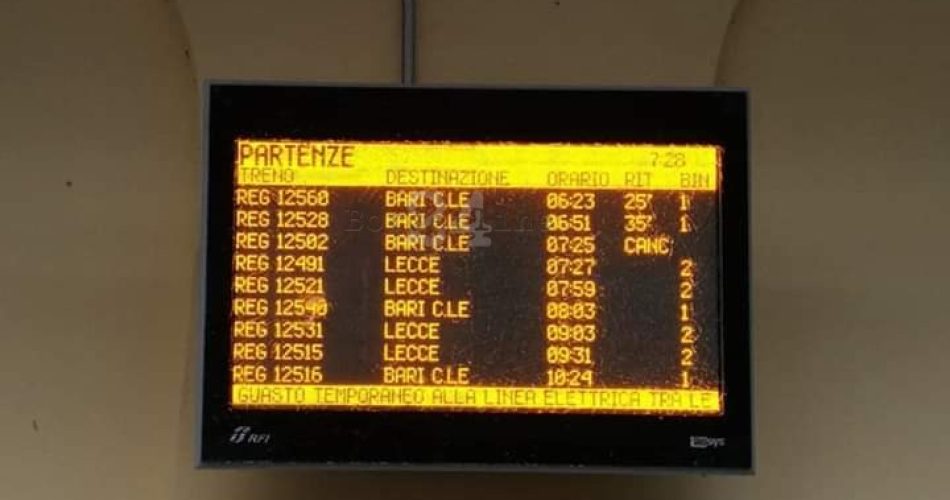 PARTENZE 7:28
TRENO DESTINAZIONE ORARIO RIT BIN
REG 12560 BARI C.LE 06:23 25' 1
REG 12528 BARI C.LE 06:51 35' 1
REG 12502 BARI C.LE 07:25 CANC
REG 12491 LECCE 07:27 2
REG 12521 LECCE 07:59 2
REG 12540 BARI C.LE 08:03 1
REG 12531 LECCE 09:03 2
REG 12515 LECCE 09:31 2
REG 12516 BARI C.LE 10:24 1
GUASTO TEMPORANEO ALLA LINEA ELETTRICA TRA LE
RFI